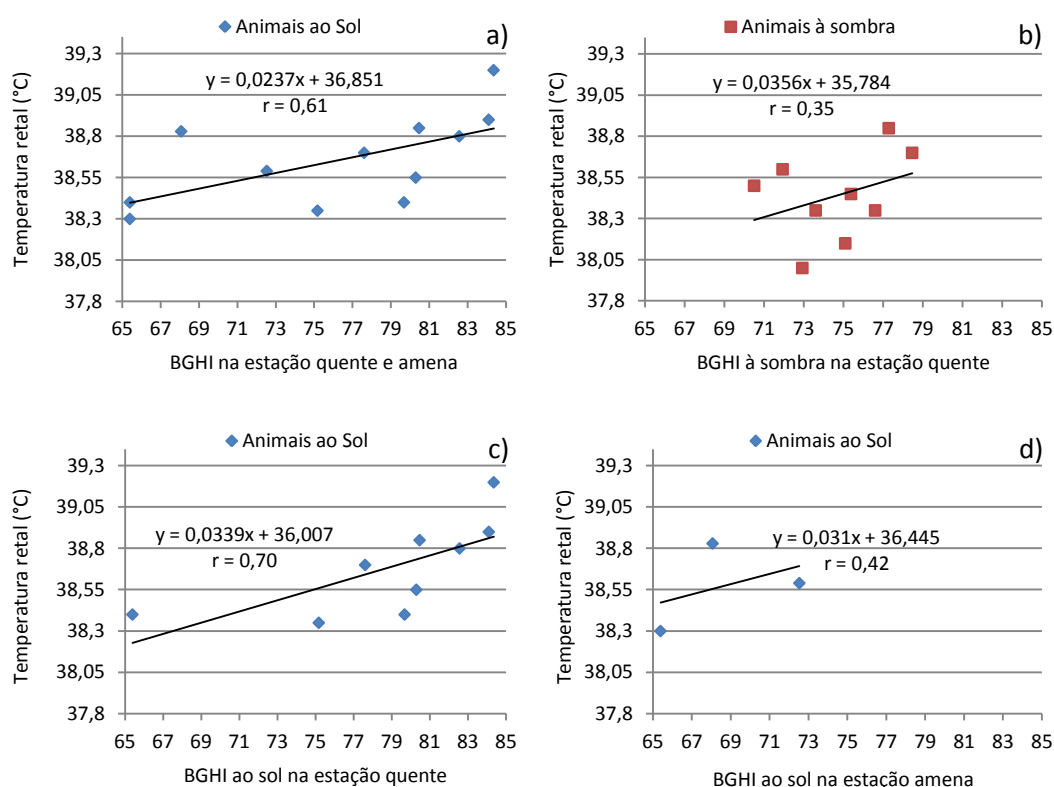 Animais ao Sol
a)
Temperatura retal (°C)
39,3
39,05
38,8
38,55
38,3
38,05
37,8
y = 0,0237x + 36,851
r = 0,61
65 67 69 71 73 75 77 79 81 83 85
BGHI na estação quente e amena
Animais à sombra
b)
Temperatura retal (°C)
39,3
39,05
38,8
38,55
38,3
38,05
37,8
y = 0,0356x + 35,784
r = 0,35
65 67 69 71 73 75 77 79 81 83 85
BGHI à sombra na estação quente
Animais ao Sol
c)
Temperatura retal (°C)
39,3
39,05
38,8
38,55
38,3
38,05
37,8
y = 0,0339x + 36,007
r = 0,70
65 67 69 71 73 75 77 79 81 83 85
BGHI ao sol na estação quente
Animais ao Sol
d)
Temperatura retal (°C)
39,3
39,05
38,8
38,55
38,3
38,05
37,8
y = 0,031x + 36,445
r = 0,42
65 67 69 71 73 75 77 79 81 83 85
BGHI ao sol na estação amena